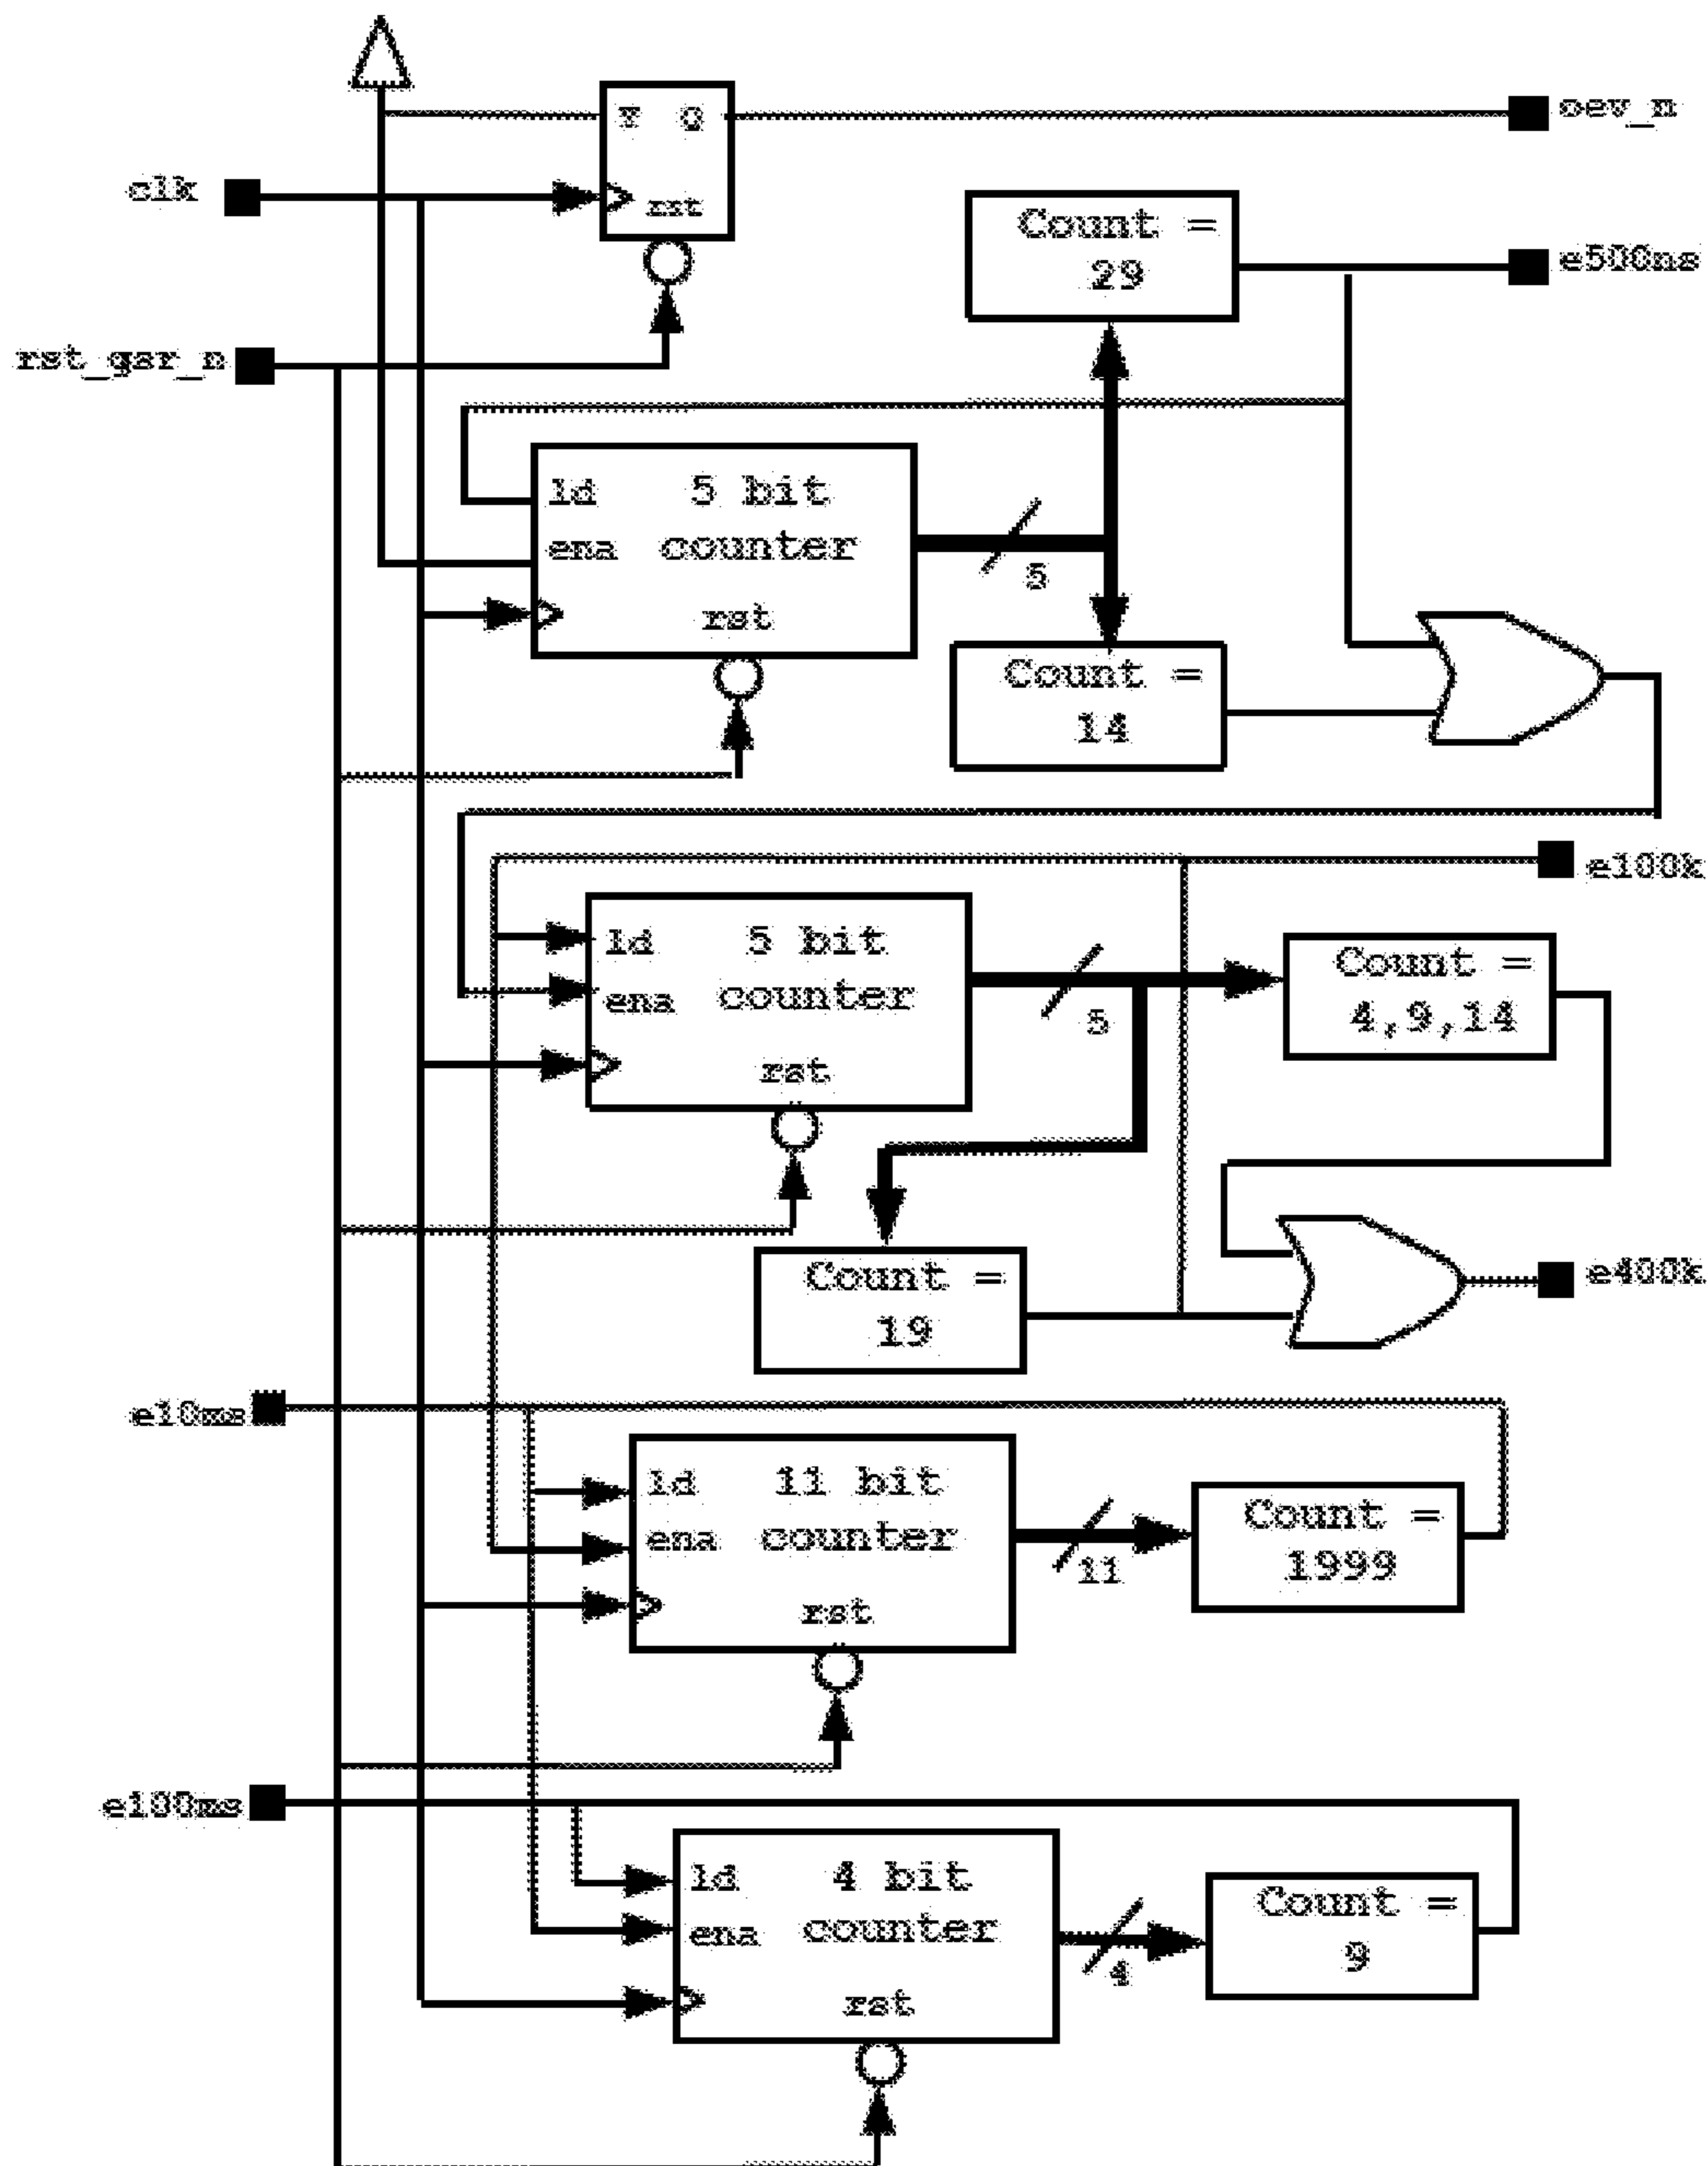 Q
oev_n
clk
rst
Count =
29
e500ns
rst_gsr_n
ld 5 bit
ena counter
5
rst
Count =
14
e100k
ld 5 bit
ena counter
5
rst
Count =
4,9,14
Count =
19
e400k
e10ms
ld 11 bit
ena counter
11
rst
Count =
1999
e100ms
ld 4 bit
ena counter
4
rst
Count =
9